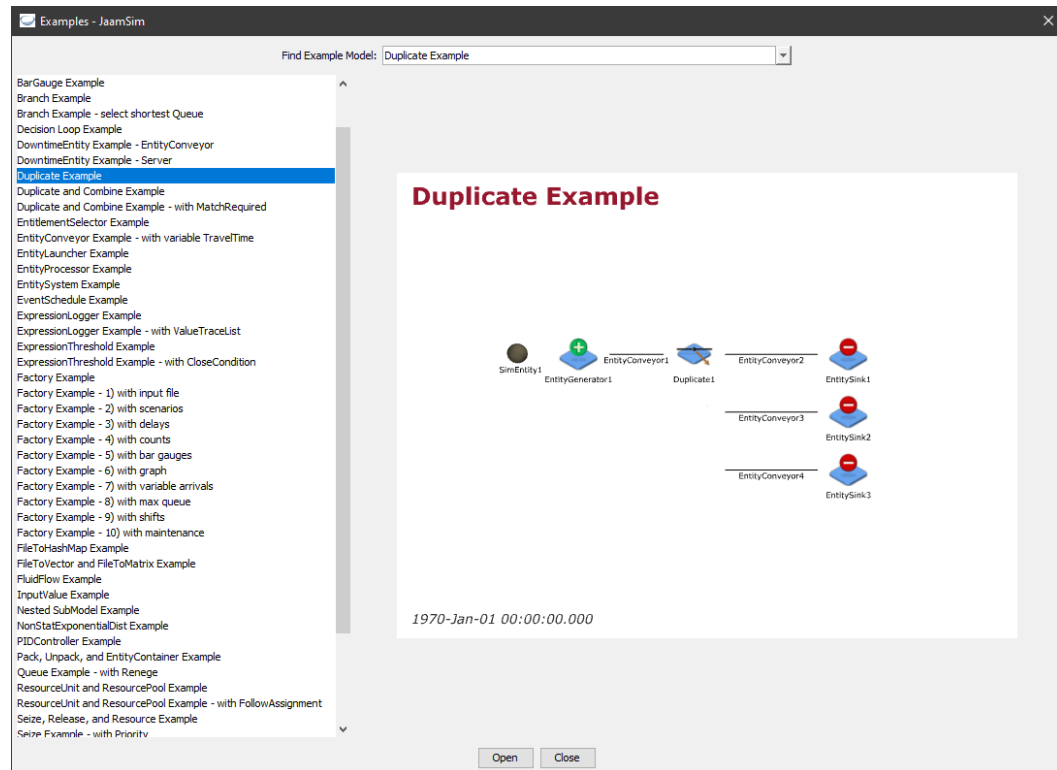 Examples - JaamSim
Find Example Model: Duplicate Example
BarGauge Example
Branch Example
Branch Example - select shortest Queue
Decision Loop Example
DowntimeEntity Example - EntityConveyor
DowntimeEntity Example - Server
Duplicate Example
Duplicate and Combine Example
Duplicate and Combine Example - with MatchRequired
EntitlementSelector Example
EntityConveyor Example - with variable TravelTime
EntityLauncher Example
EntityProcessor Example
EntitySystem Example
EventSchedule Example
ExpressionLogger Example
ExpressionLogger Example - with ValueTraceList
ExpressionThreshold Example
ExpressionThreshold Example - with CloseCondition
Factory Example
Factory Example - 1) with input file
Factory Example - 2) with scenarios
Factory Example - 3) with delays
Factory Example - 4) with counts
Factory Example - 5) with bar gauges
Factory Example - 6) with graph
Factory Example - 7) with variable arrivals
Factory Example - 8) with max queue
Factory Example - 9) with shifts
Factory Example - 10) with maintenance
FileToHashMap Example
FileToVector and FileToMatrix Example
FluidFlow Example
InputValue Example
Nested SubModel Example
NonStatExponentialDist Example
PIDController Example
Pack, Unpack, and EntityContainer Example
Queue Example - with Renege
ResourceUnit and ResourcePool Example
ResourceUnit and ResourcePool Example - with FollowAssignment
Seize, Release, and Resource Example
Seize Example - with Priority
Duplicate Example
SimEntity1
EntityGenerator1
EntityConveyor1
Duplicate1
EntityConveyor2
EntitySink1
EntityConveyor3
EntitySink2
EntityConveyor4
EntitySink3
1970-Jan-01 00:00:00.000
Open
Close